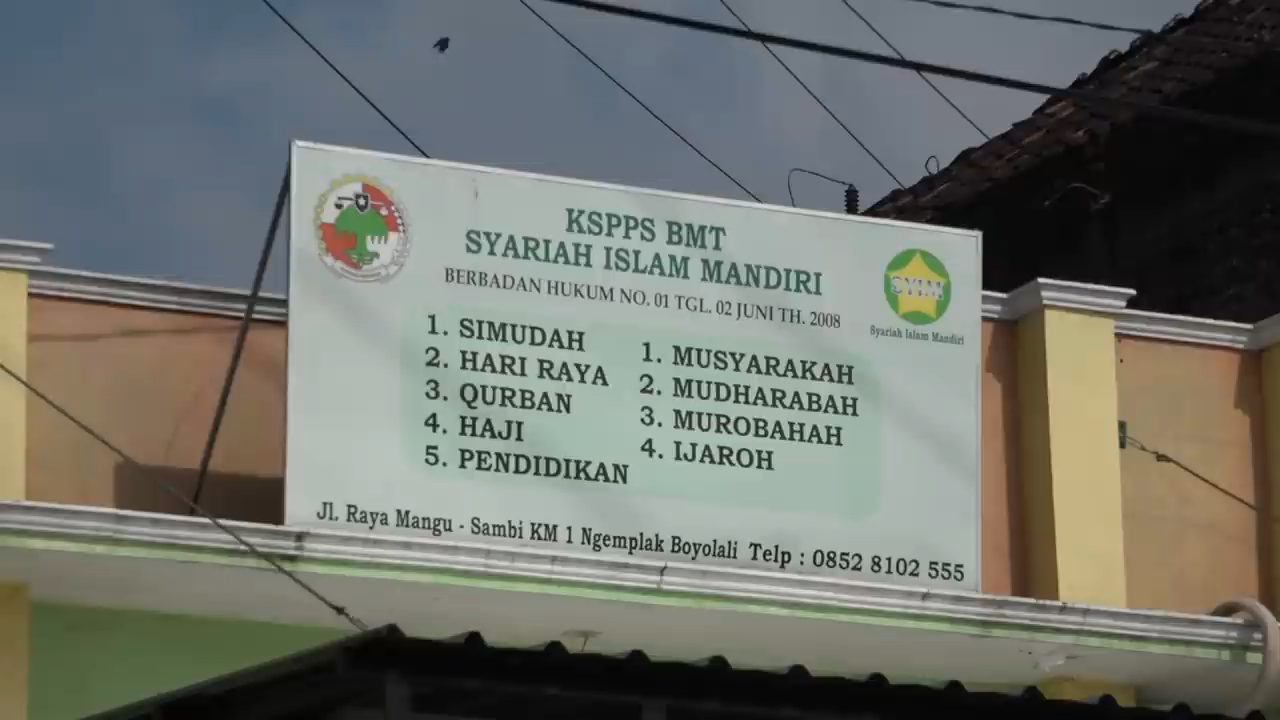 KSPPS BMT
SYARIAH ISLAM MANDIRI
BERBADAN HUKUM NO. 01 TGL. 02 JUNI TH. 2008
SYIM
Syariah Islam Mandiri
1. SIMUDAH
2. HARI RAYA
3. QURBAN
4. HAJI
5. PENDIDIKAN
1. MUSYARAKAH
2. MUDHARABAH
3. MUROBAHAH
4. IJAROH
Jl. Raya Mangu - Sambi KM 1 Ngemplak Boyolali Telp : 0852 8102 555